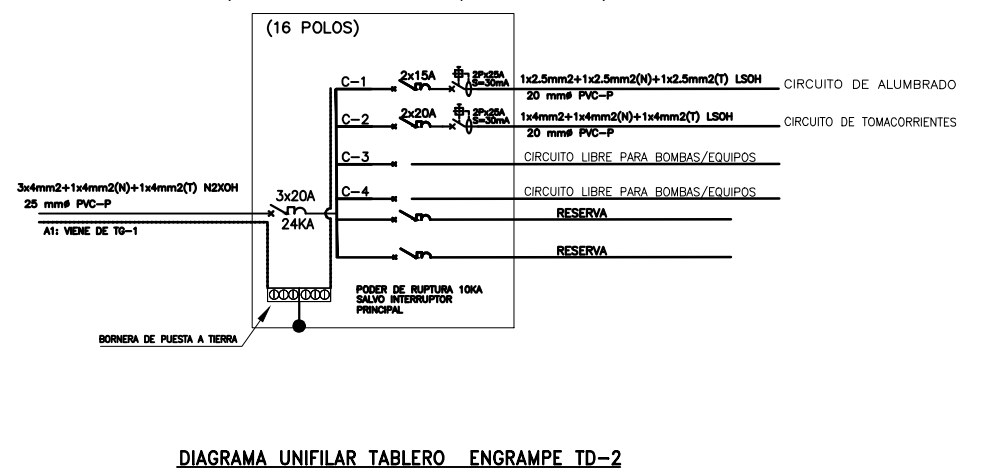 (16 POLOS)
C-1
2x15A
2Px25A
S=30mA
1x2.5mm2+1x2.5mm2(N)+1x2.5mm2(T) LSOH
20 mmø PVC-P
CIRCUITO DE ALUMBRADO
C-2
2x20A
2Px25A
S=30mA
1x4mm2+1x4mm2(N)+1x4mm2(T) LSOH
20 mmø PVC-P
CIRCUITO DE TOMACORRIENTES
C-3
CIRCUITO LIBRE PARA BOMBAS/EQUIPOS
C-4
CIRCUITO LIBRE PARA BOMBAS/EQUIPOS
3x4mm2+1x4mm2(N)+1x4mm2(T) N2XOH
25 mmø PVC-P
A1: VIENE DE TG-1
3x20A
24KA
RESERVA
RESERVA
PODER DE RUPTURA 10KA
SALVO INTERRUPTOR
PRINCIPAL
BORNERA DE PUESTA A TIERRA
DIAGRAMA UNIFILAR TABLERO ENGRAMPE TD-2